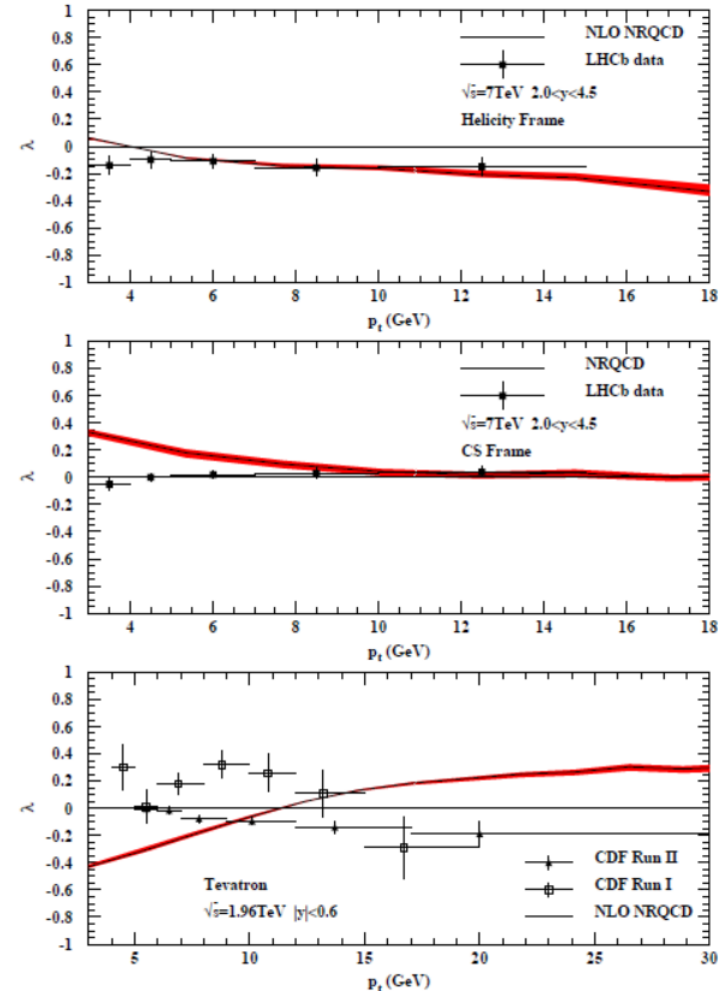 1
0.8
0.6
0.4
0.2
0
-0.2
-0.4
-0.6
-0.8
-1
λ
NLO NRQCD
LHCb data
√s=7TeV 2.0<y<4.5
Helicity Frame
4 6 8 10 12 14 16 18
pt (GeV)
1
0.8
0.6
0.4
0.2
0
-0.2
-0.4
-0.6
-0.8
-1
λ
NRQCD
LHCb data
√s=7TeV 2.0<y<4.5
CS Frame
4 6 8 10 12 14 16 18
pt (GeV)
1
0.8
0.6
0.4
0.2
0
-0.2
-0.4
-0.6
-0.8
-1
λ
Tevatron
√s=1.96TeV |y|<0.6
CDF Run II
CDF Run I
NLO NRQCD
5 10 15 20 25 30
pt (GeV)